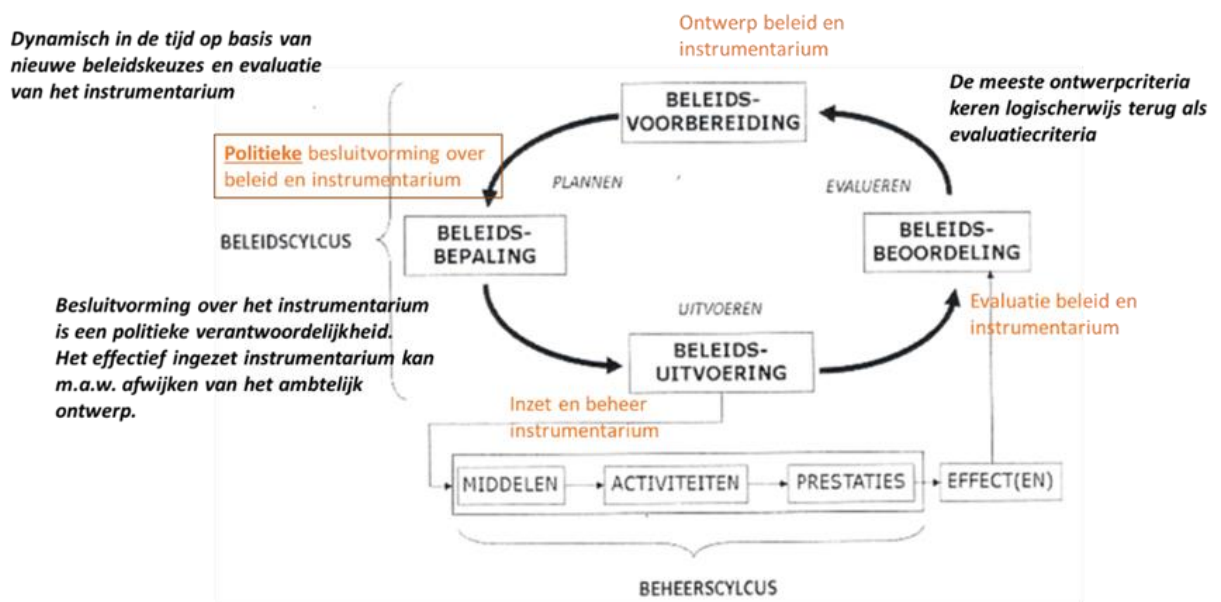 Dynamisch in de tijd op basis van
nieuwe beleidskeuzes en evaluatie
van het instrumentarium
Ontwerp beleid en
instrumentarium
De meeste ontwerpcriteria
keren logischerwijs terug als
evaluatiecriteria
BELEIDS-
VOORBEREIDING
Politieke besluitvorming over
beleid en instrumentarium
PLANNEN
EVALUEREN
BELEIDSCYLCUS
BELEIDS-
BEPALING
BELEIDS-
BEOORDELING
Besluitvorming over het instrumentarium
is een politieke verantwoordelijkheid.
Het effectief ingezet instrumentarium kan
m.a.w. afwijken van het ambtelijk
ontwerp.
UITVOEREN
BELEIDS-
UITVOERING
Evaluatie beleid en
instrumentarium
Inzet en beheer
instrumentarium
MIDDELEN
ACTIVITEITEN
PRESTATIES
EFFECT(EN)
BEHEERSCYLCUS